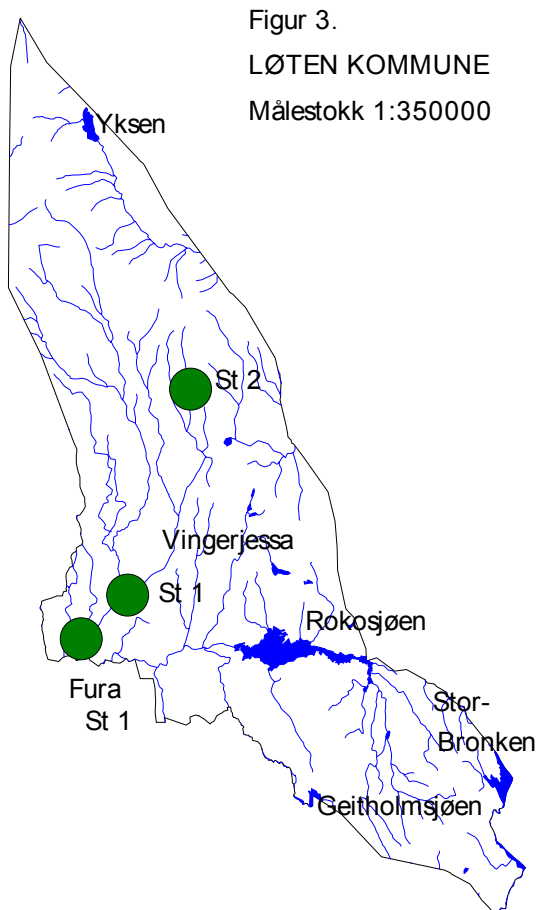 Figur 3.
LØTEN KOMMUNE
Målestokk 1:350000
Yksen
St 2
Vingerjessa
St 1
Rokosjøen
Fura
St 1
Stor-
Bronken
Geitholmsjøen